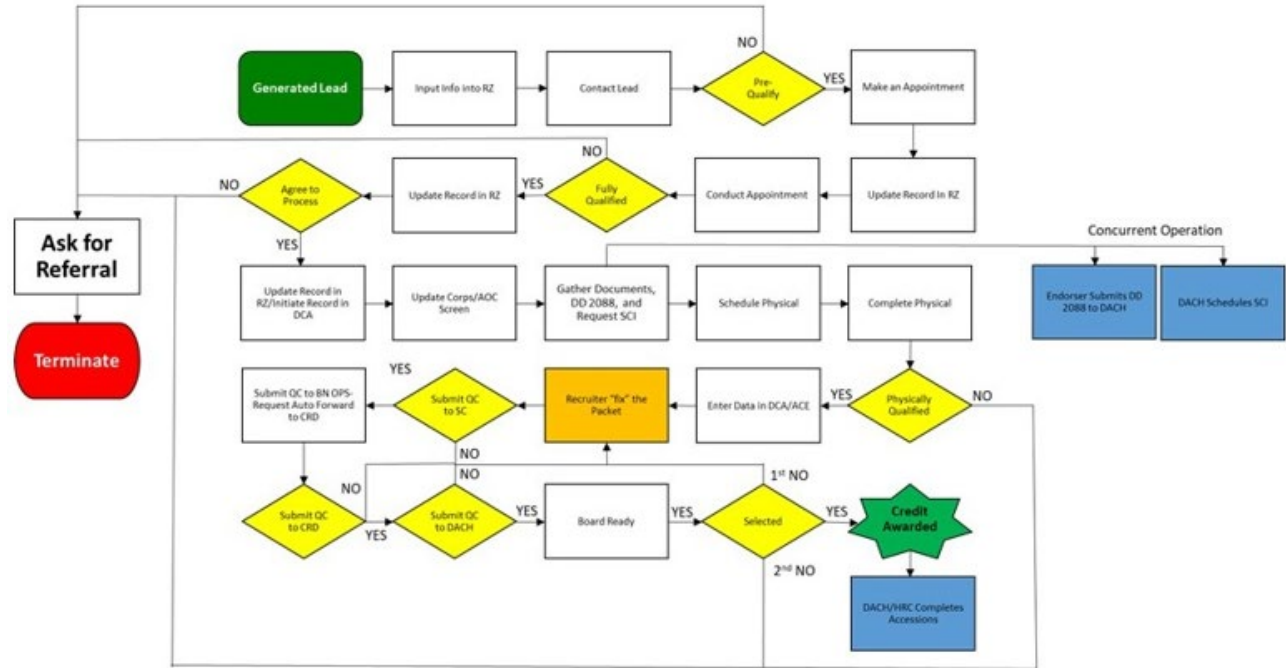 NO
Generated Lead
Input Info into RZ
Contact Lead
Pre-
Qualify
YES
Make an Appointment
NO
Agree to
Process
NO
Update Record in RZ
YES
Fully
Qualified
Conduct Appointment
Update Record In RZ
Ask for
Referral
YES
Concurrent Operation
Update Record in
RZ/Initiate Record in
DCA
Update Corps/AOC
Screen
Gather Documents,
DD 2088, and
Request SCI
Schedule Physical
Complete Physical
Endorser Submits DD
2088 to DACH
DACH Schedules SCI
Terminate
Submit QC to BN OPS-
Request Auto Forward
to CRD
YES
Submit QC
to SC
Recruiter "fix" the
Packet
Enter Data in DCA/ACE
YES
Physically
Qualified
NO
NO
NO
NO
1st NO
Submit QC
to CRD
YES
Submit QC
to DACH
YES
Board Ready
YES
Selected
YES
Credit
Awarded
2nd NO
DACH/HRC Completes
Accessions